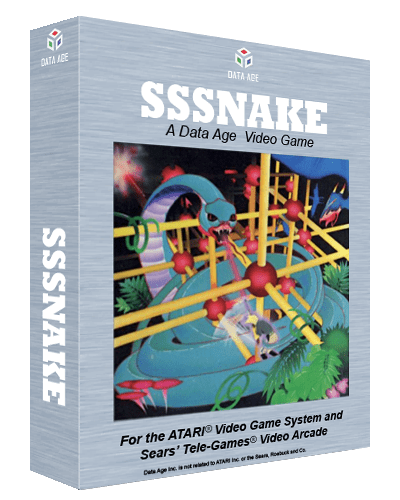 DATA AGE
SSSNAKE
DATA AGE
SSSNAKE
A Data Age Video Game
For the ATARI® Video Game System and
Sears' Tele-Games® Video Arcade
Data Age Inc. is not related to ATARI Inc. or the Sears, Roebuck and Co.